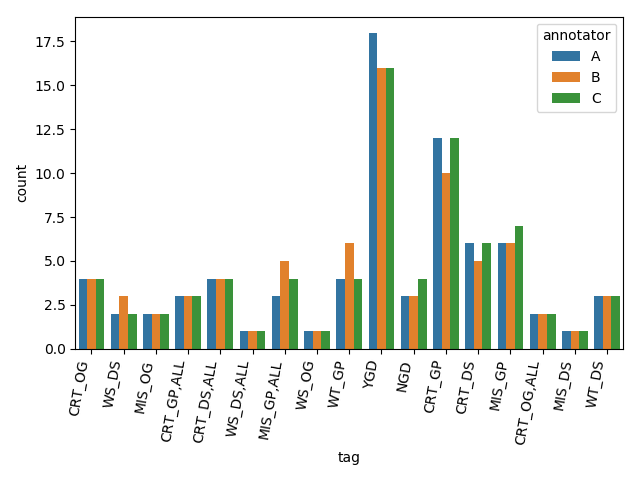 annotator
A
B
C
17.5
15.0
12.5
10.0
7.5
5.0
2.5
0.0
count
CRT_OG
WS_DS
MIS_OG
CRT_GP,ALL
CRT_DS,ALL
WS_DS,ALL
MIS_GP,ALL
WS_OG
WT_GP
YGD
NGD
CRT_GP
CRT_DS
MIS_GP
CRT_OG,ALL
MIS_DS
WT_DS
tag